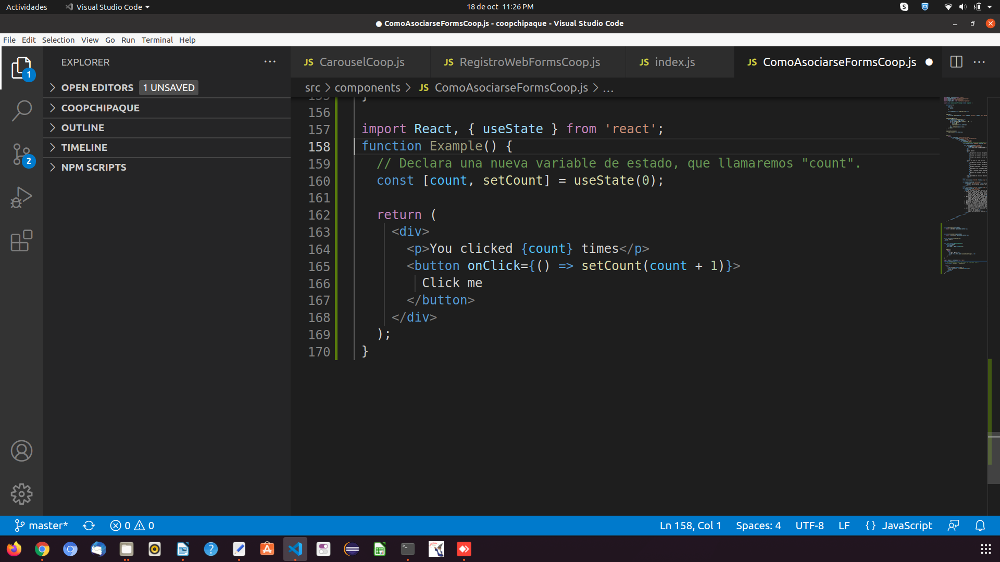 Actividades
Visual Studio Code
18 de oct 11:26 PM
● ComoAsociarseFormsCoop.js - coopchipaque - Visual Studio Code
File Edit Selection View Go Run Terminal Help
1
EXPLORER
JS CarouselCoop.js
JS RegistroWebFormsCoop.js
JS index.js
JS ComoAsociarseFormsCoop.js
OPEN EDITORS 1 UNSAVED
COOPCHIPAQUE
OUTLINE
TIMELINE
NPM SCRIPTS
2
src > components > JS ComoAsociarseFormsCoop.js > ...
156
157 import React, { useState } from 'react';
158 function Example() {
159 // Declara una nueva variable de estado, que llamaremos "count".
160 const [count, setCount] = useState(0);
161
162 return (
163 <div>
164 <p>You clicked {count} times</p>
165 <button onClick={() => setCount(count + 1)}>
166 Click me
167 </button>
168 </div>
169 );
170 }
master* 0 0
Ln 158, Col 1 Spaces: 4 UTF-8 LF {} JavaScript